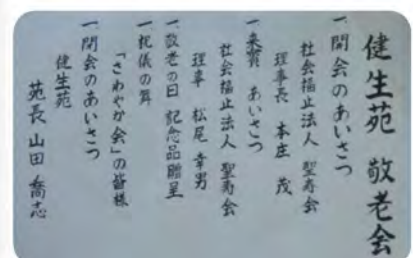 健生苑 敬老会
一 開会のあいさつ
社会福祉法人 聖寿会
理事長 本庄 茂
一 来賓 あいさつ
社会福祉法人 聖寿会
理事 松尾 幸男
一 敬老の日 記念品贈呈
一 祝儀の舞
「さわやか会」の皆様
一 閉会のあいさつ
健生苑
苑長 山田 喬志